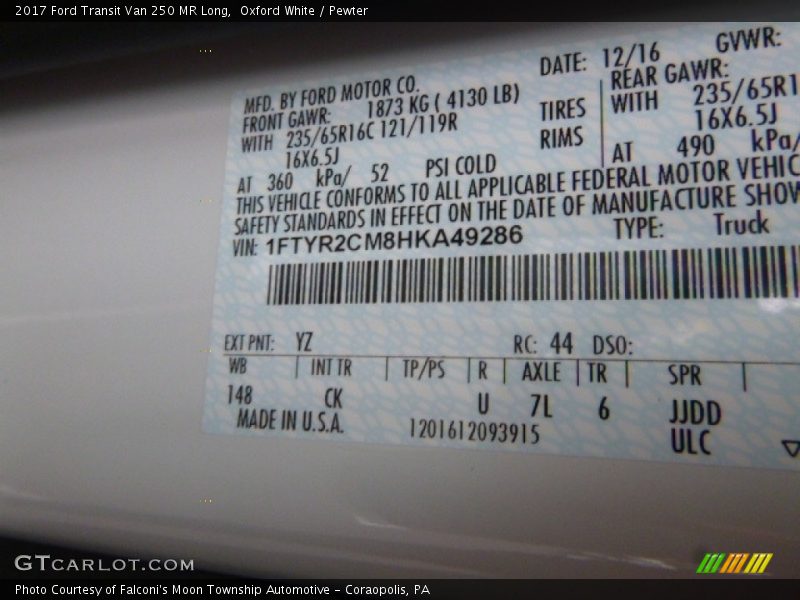 2017 Ford Transit Van 250 MR Long, Oxford White / Pewter
MFD. BY FORD MOTOR CO. DATE: 12/16 GVWR:
FRONT GAWR: 1873 KG ( 4130 LB) REAR GAWR:
WITH 235/65R16C 121/119R TIRES WITH 235/65R1
16X6.5J RIMS 16X6.5J
AT 360 kPa/ 52 PSI COLD AT 490 kPa/
THIS VEHICLE CONFORMS TO ALL APPLICABLE FEDERAL MOTOR VEHIC
SAFETY STANDARDS IN EFFECT ON THE DATE OF MANUFACTURE SHOW
VIN: 1FTYR2CM8HKA49286 TYPE: Truck
EXT PNT: YZ RC: 44 DSO:
WB INT TR TP/PS R AXLE TR SPR
148 CK U 7L 6 JJDD
MADE IN U.S.A. 1201612093915 ULC
GTCARLOT.COM
Photo Courtesy of Falconi's Moon Township Automotive - Coraopolis, PA